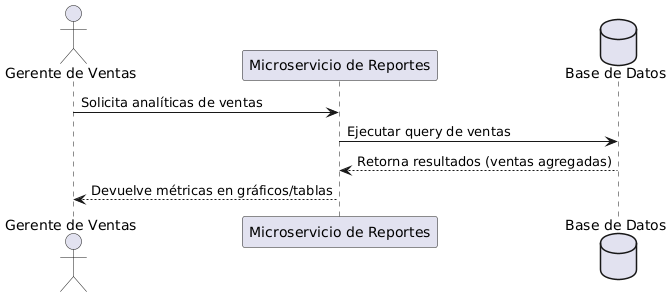 Gerente de Ventas
Microservicio de Reportes
Base de Datos
Solicita analíticas de ventas
Ejecutar query de ventas
Retorna resultados (ventas agregadas)
Devuelve métricas en gráficos/tablas
Gerente de Ventas
Microservicio de Reportes
Base de Datos